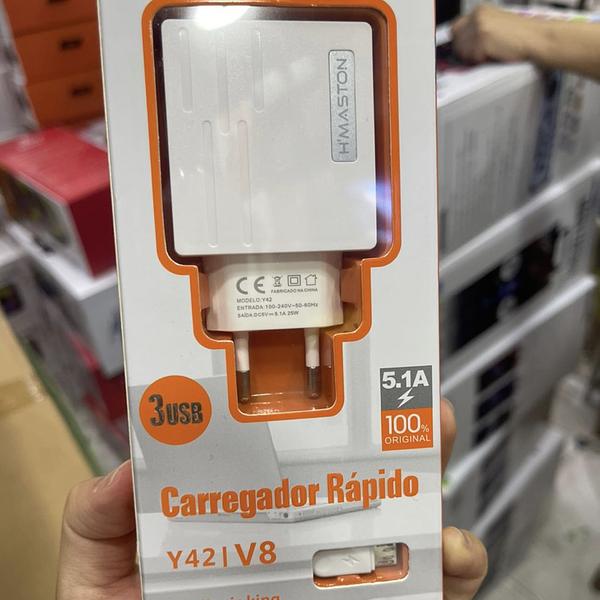 H'MASTON
CE
FABRICADO NA CHINA
MODELO:Y42
ENTRADA:100-240V~50-60Hz
SAÍDA:DC5V⎓5.1A 25W
3USB
5.1A
100%
ORIGINAL
Carregador Rápido
Y42 | V8